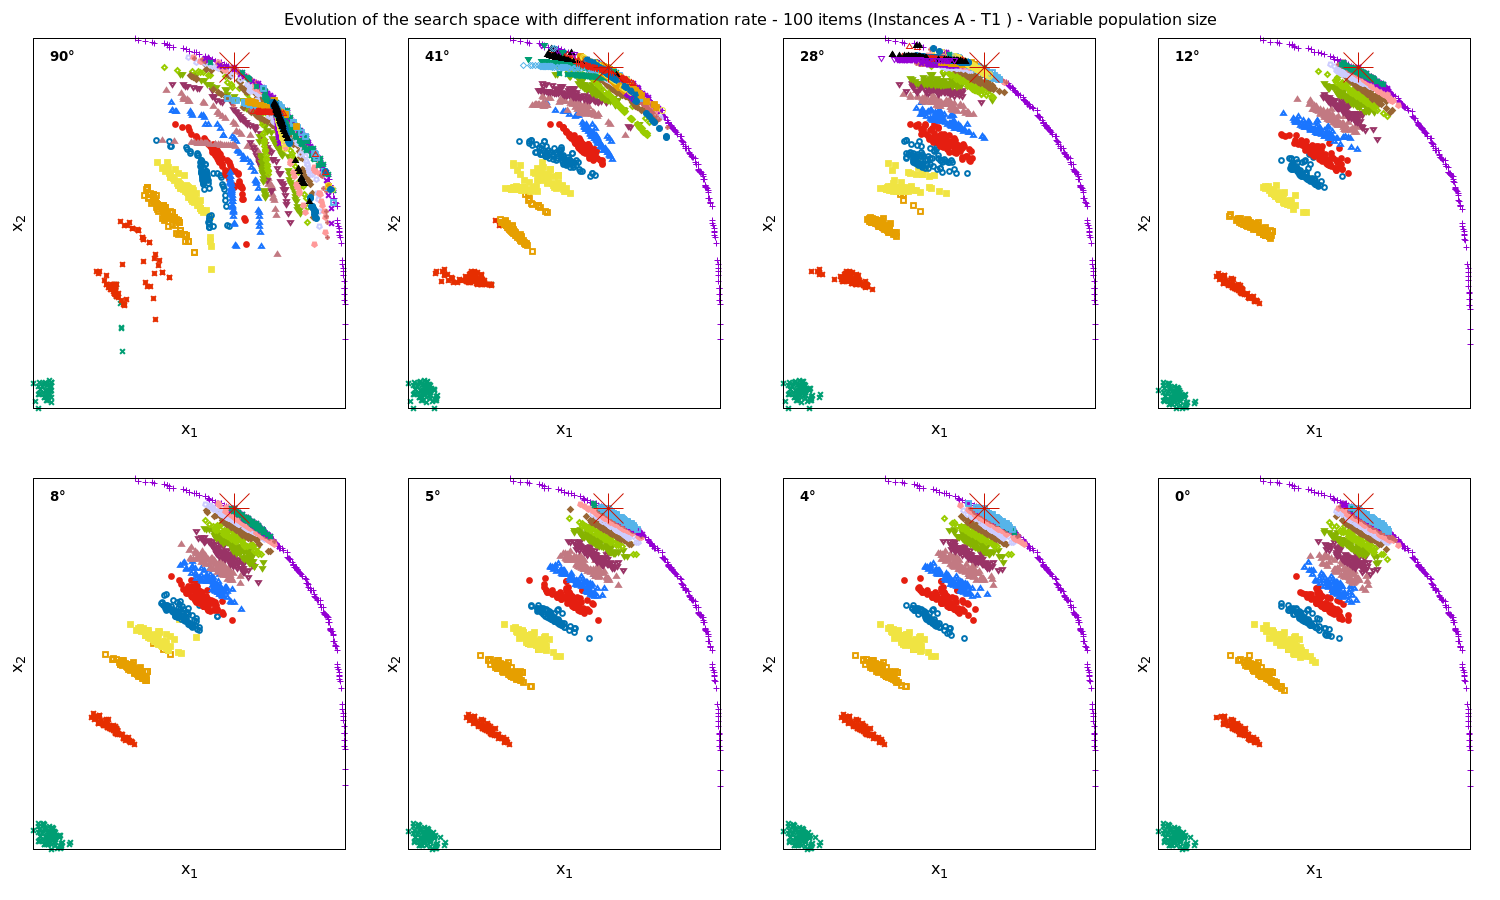 Evolution of the search space with different information rate - 100 items (Instances A - T1 ) - Variable population size
90° 41° 28° 12°
x2 x2 x2 x2
x1 x1 x1 x1
8° 5° 4° 0°
x2 x2 x2 x2
x1 x1 x1 x1